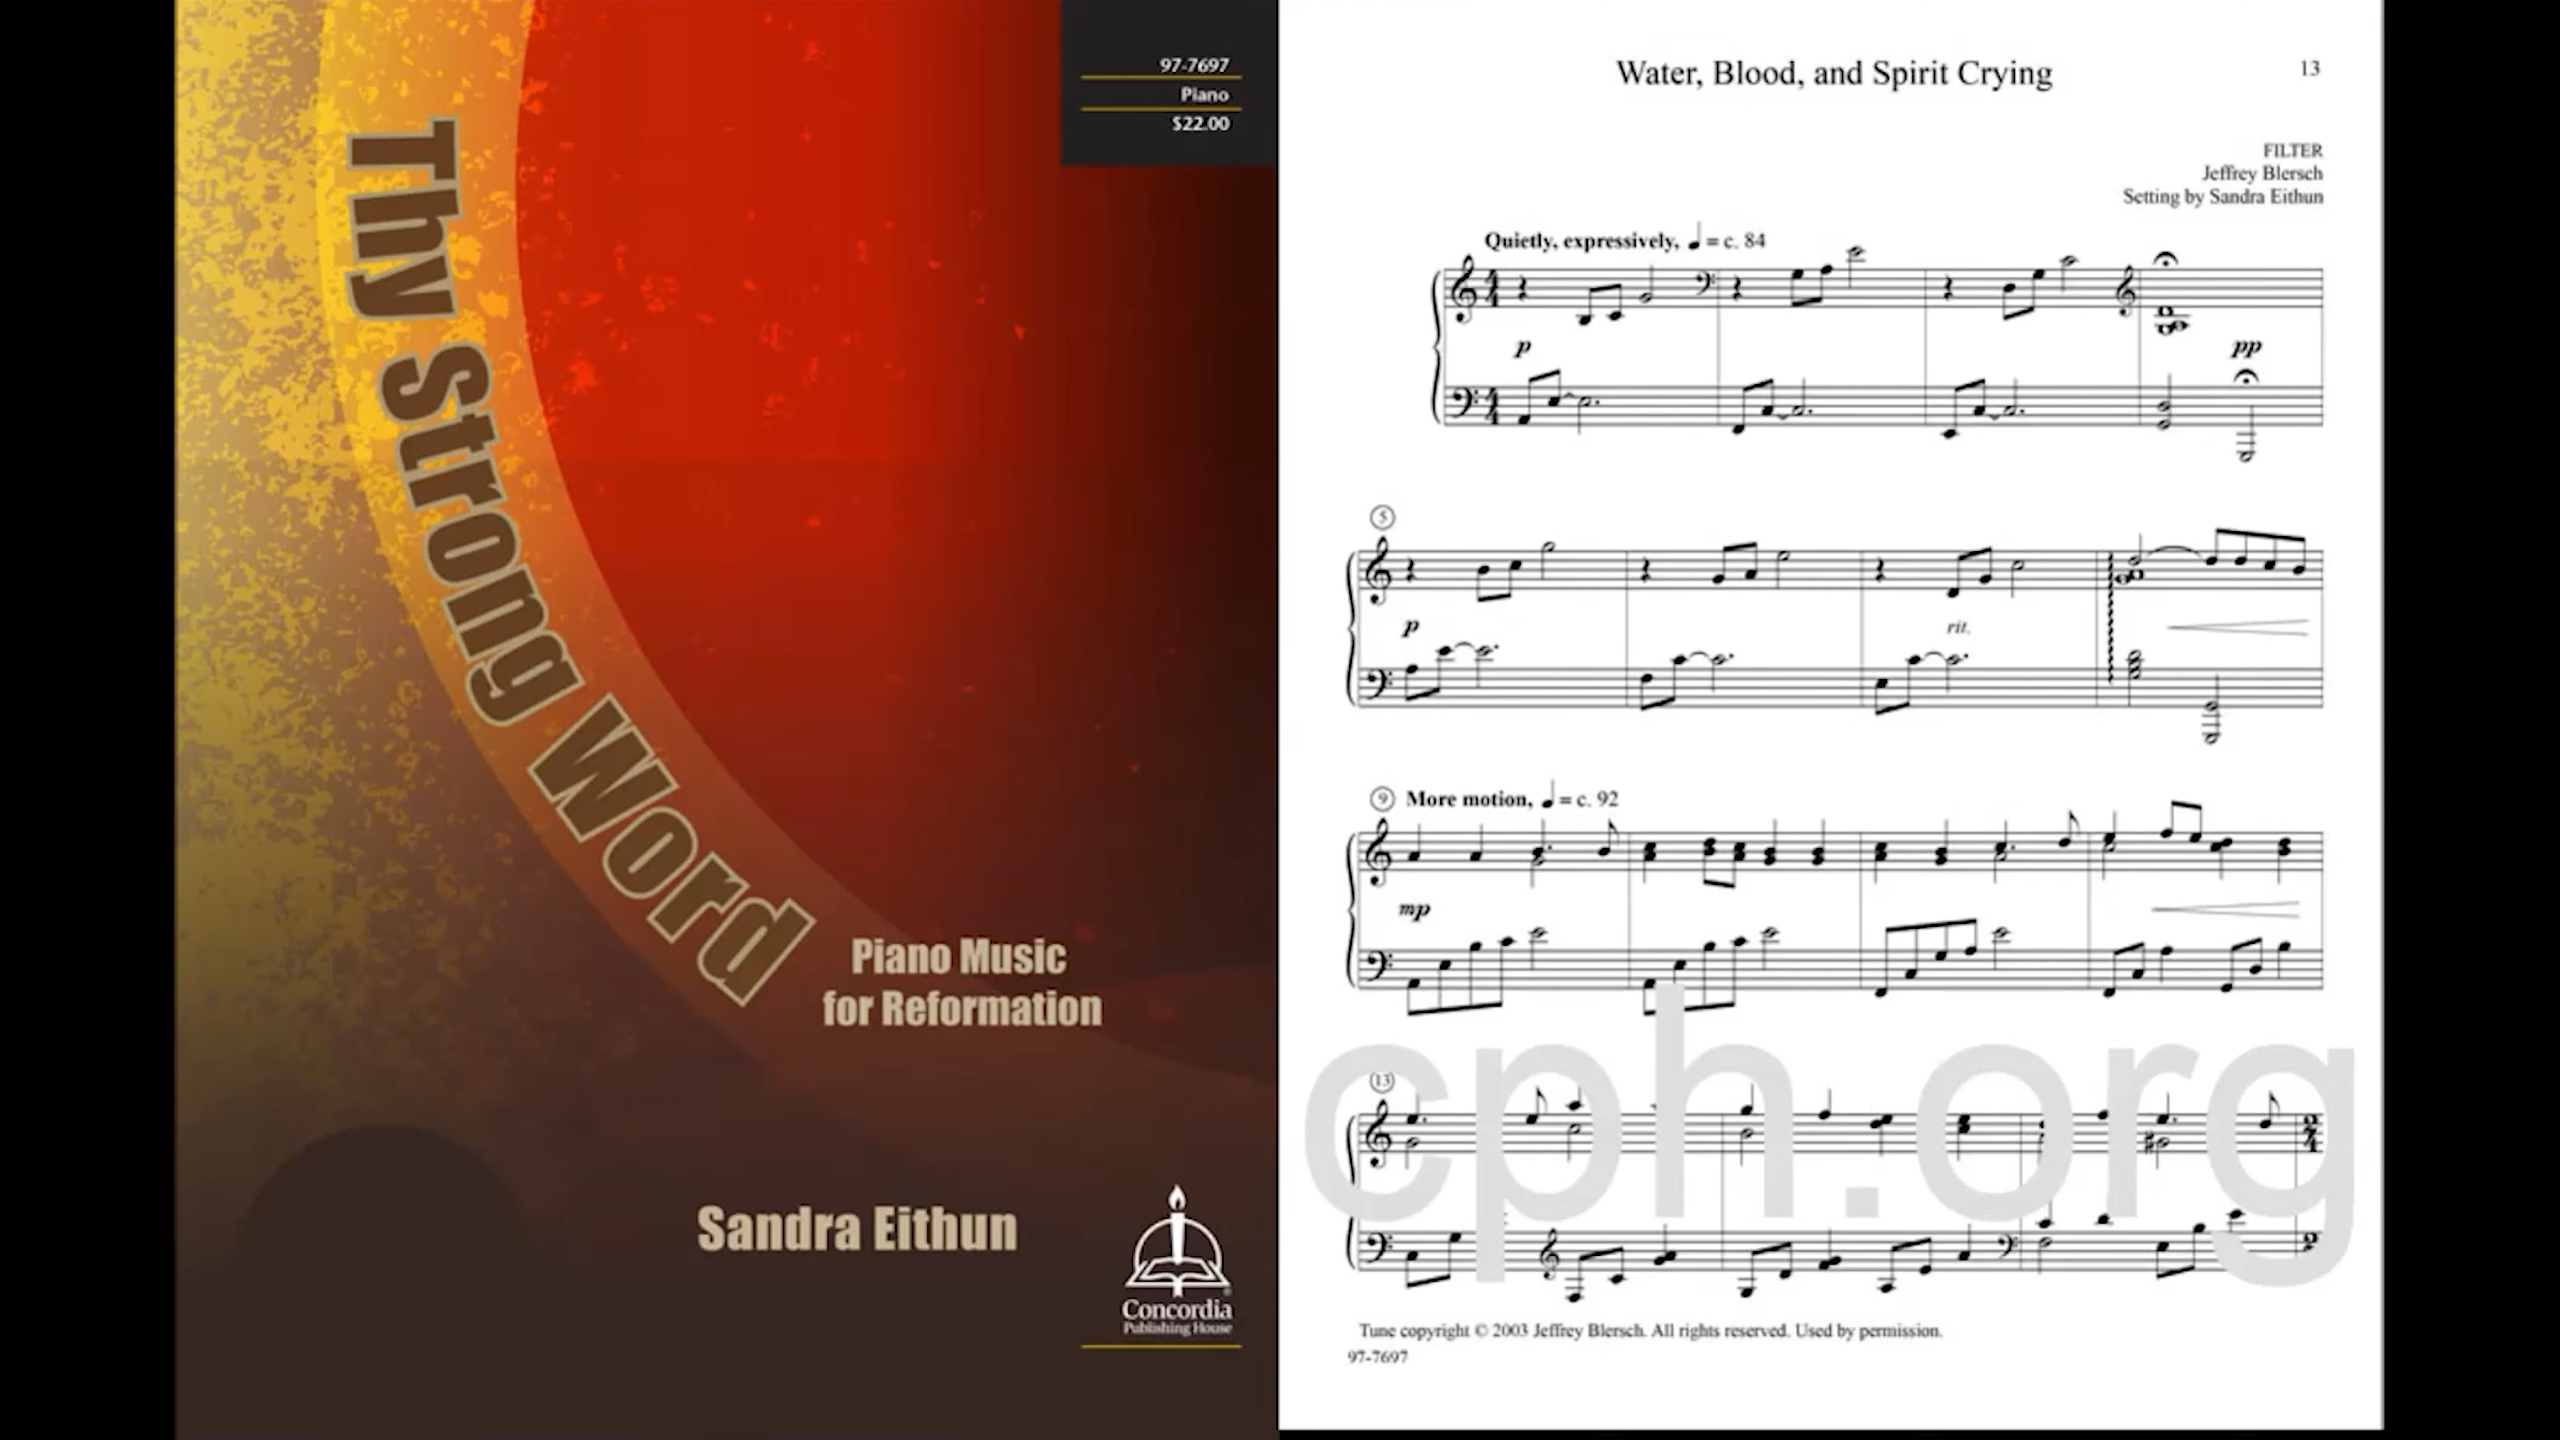 97-7697
Piano
$22.00
Thy Strong Word
Piano Music
for Reformation
Sandra Eithun
Concordia
Publishing House
Water, Blood, and Spirit Crying
13
FILTER
Jeffrey Blersch
Setting by Sandra Eithun
Quietly, expressively, ♩ = c. 84
p
pp
5
p
rit.
9 More motion, ♩ = c. 92
mp
13
cph.org
Tune copyright © 2003 Jeffrey Blersch. All rights reserved. Used by permission.
97-7697